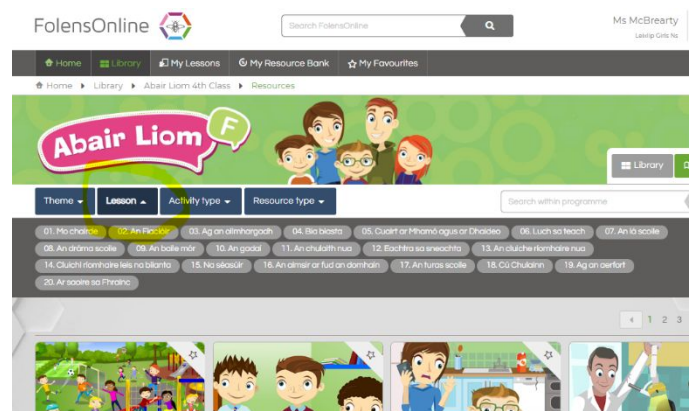 FolensOnline
Search FolensOnline
Ms McBrearty
Leixlip Girls Ns
Home Library My Lessons My Resource Bank My Favourites
Home Library Abair Liom 4th Class Resources
Abair Liom F
Library
Theme Lesson Activity type Resource type Search within programme
01. Mo chairde 02. An Fiaclóir 03. Ag an ollmhargadh 04. Bia blasta 05. Cuairt ar Mhamó agus ar Dhaideo 06. Luch sa teach 07. An lá scoile
08. An dráma scoile 09. An baile mór 10. An gadaí 11. An chulaith nua 12. Eachtra sa sneachta 13. An cluiche ríomhaire nua
14. Cluichí ríomhaire leis na blianta 15. Na séasúir 16. An aimsir ar fud an domhain 17. An turas scoile 18. Cú Chulainn 19. Ag an aerfort
20. Ar saoire sa Fhrainc
1 2 3